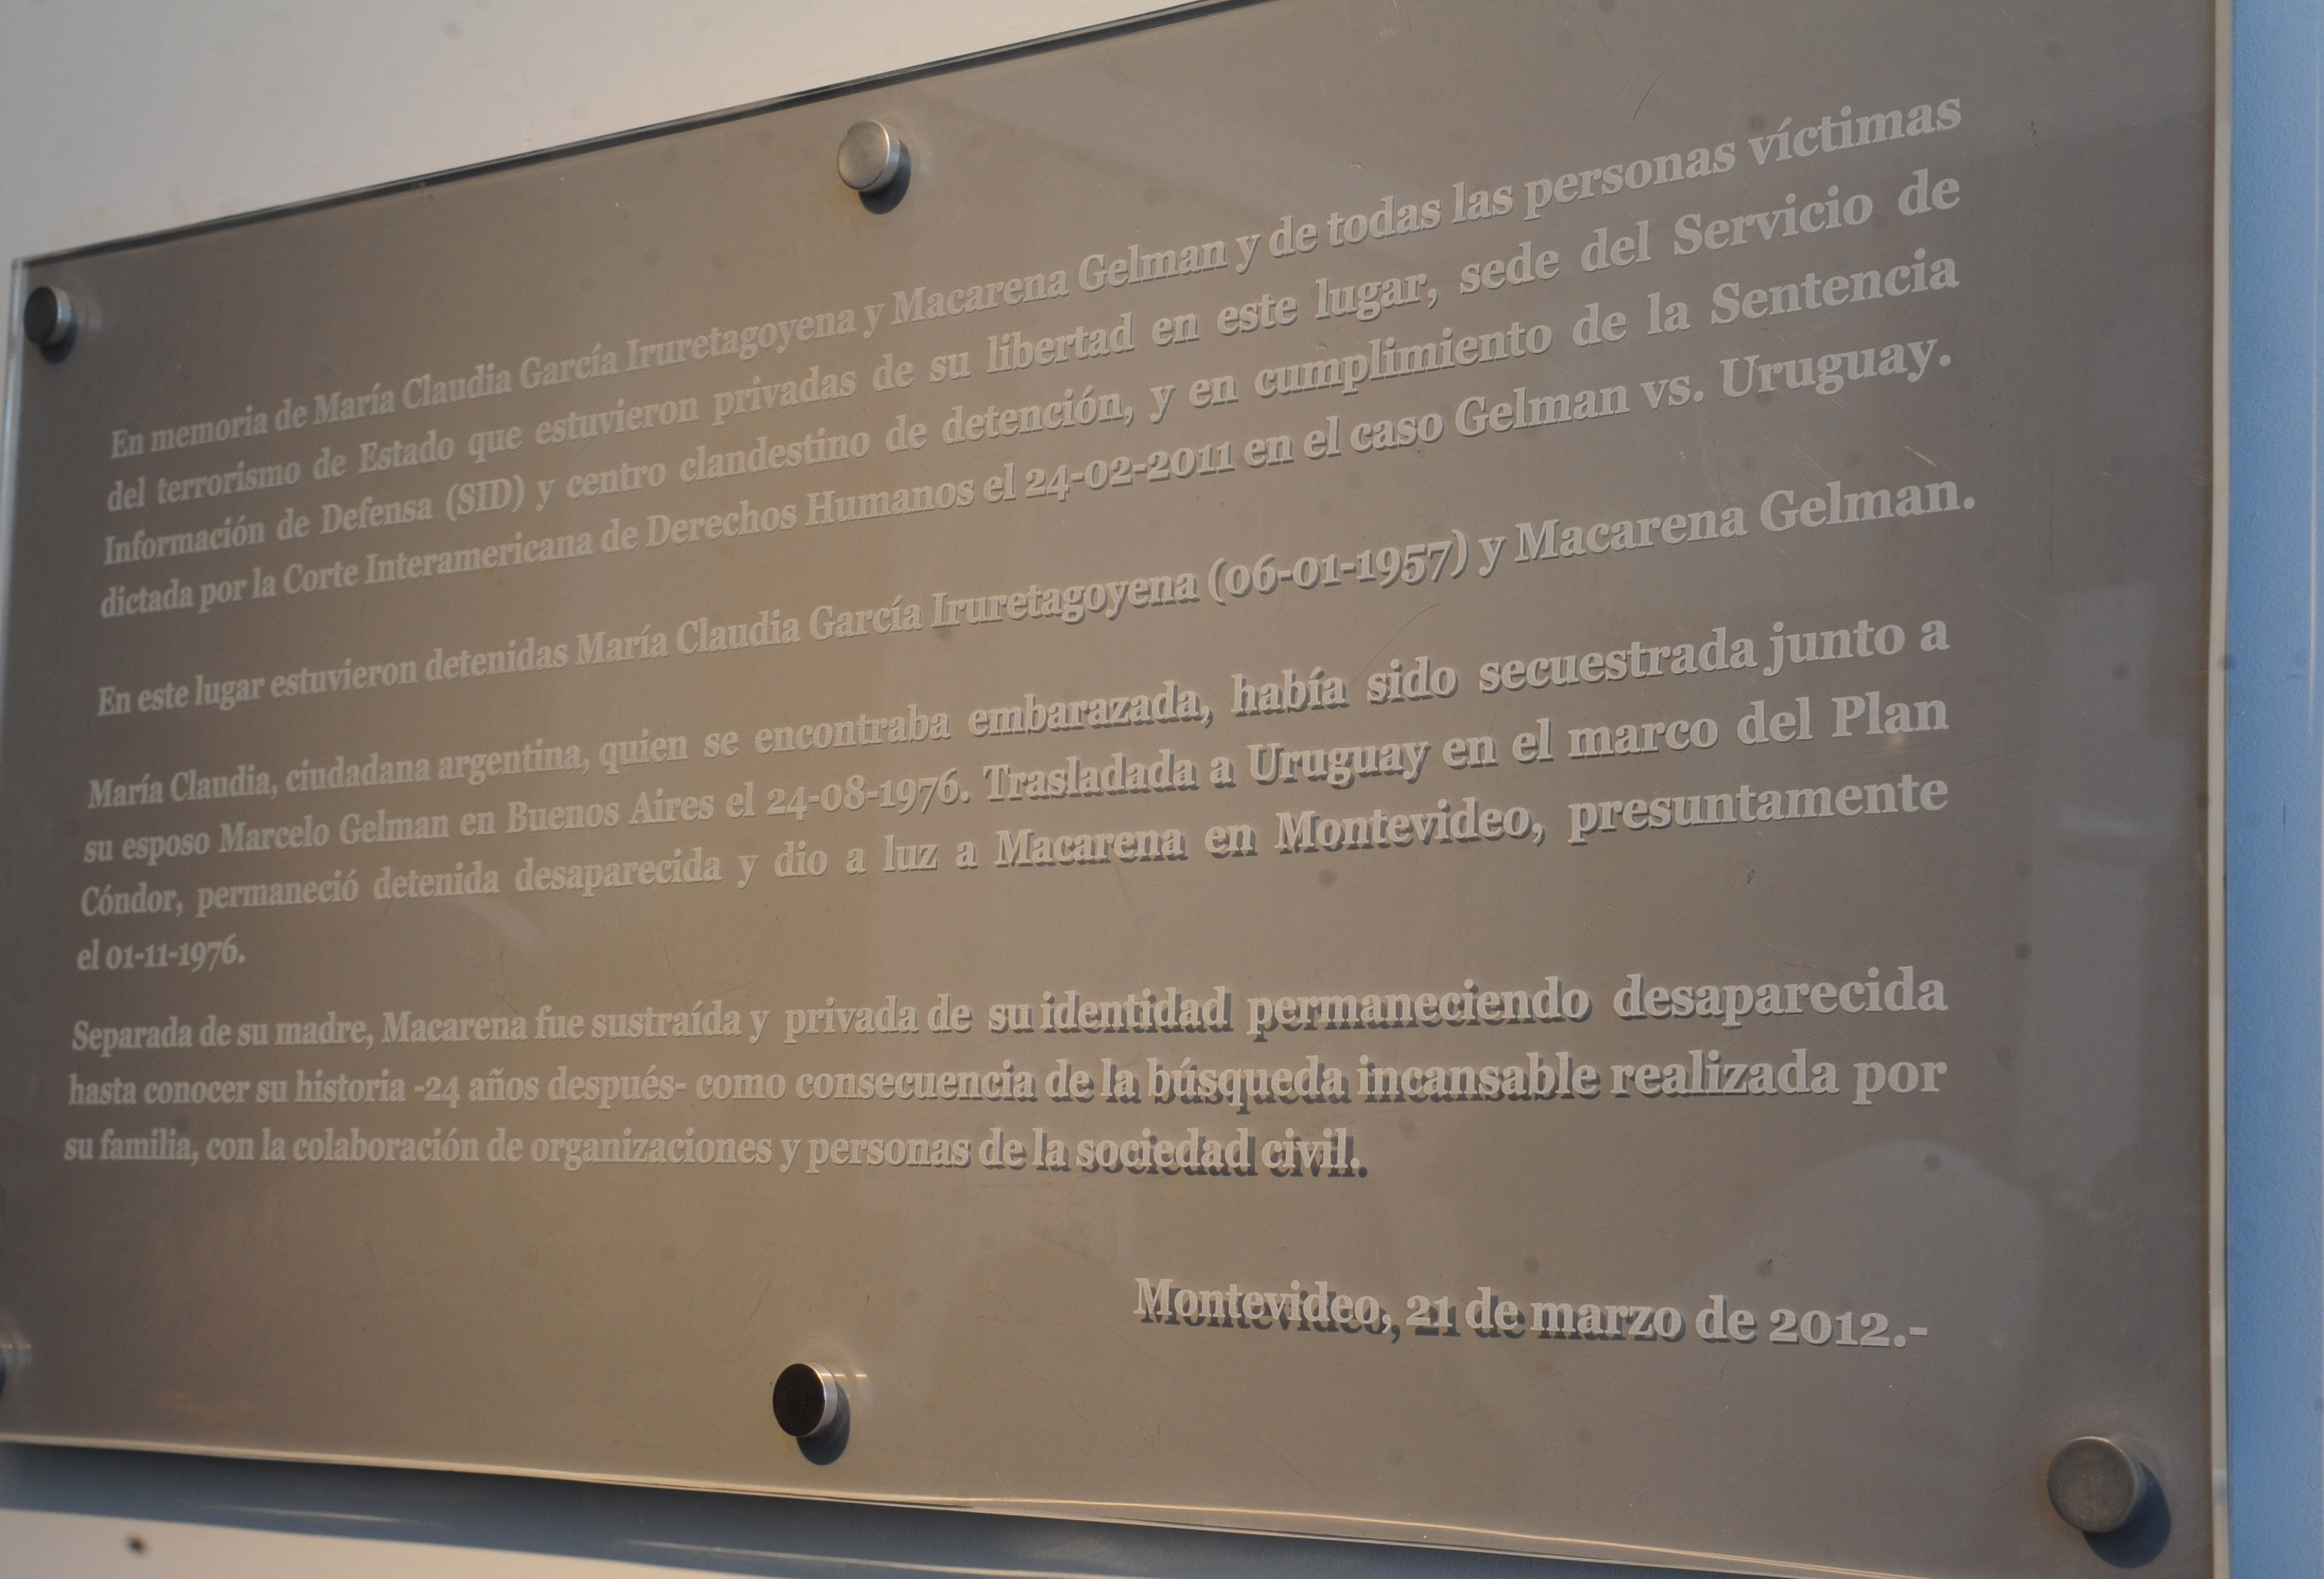 En memoria de María Claudia García Iruretagoyena y Macarena Gelman y de todas las personas víctimas
del terrorismo de Estado que estuvieron privadas de su libertad en este lugar, sede del Servicio de
Información de Defensa (SID) y centro clandestino de detención, y en cumplimiento de la Sentencia
dictada por la Corte Interamericana de Derechos Humanos el 24-02-2011 en el caso Gelman vs. Uruguay.
En este lugar estuvieron detenidas María Claudia García Iruretagoyena (06-01-1957) y Macarena Gelman.
María Claudia, ciudadana argentina, quien se encontraba embarazada, había sido secuestrada junto a
su esposo Marcelo Gelman en Buenos Aires el 24-08-1976. Trasladada a Uruguay en el marco del Plan
Cóndor, permaneció detenida desaparecida y dio a luz a Macarena en Montevideo, presuntamente
el 01-11-1976.
Separada de su madre, Macarena fue sustraída y privada de su identidad permaneciendo desaparecida
hasta conocer su historia -24 años después- como consecuencia de la búsqueda incansable realizada por
su familia, con la colaboración de organizaciones y personas de la sociedad civil.
Montevideo, 21 de marzo de 2012.-